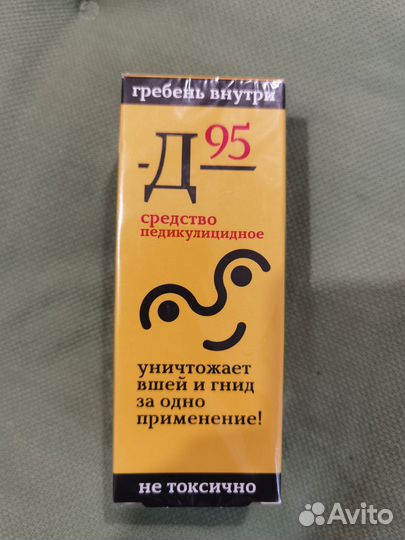 гребень внутри
-Д95
средство
педикулицидное
уничтожает
вшей и гнид
за одно
применение!
не токсично
Avito